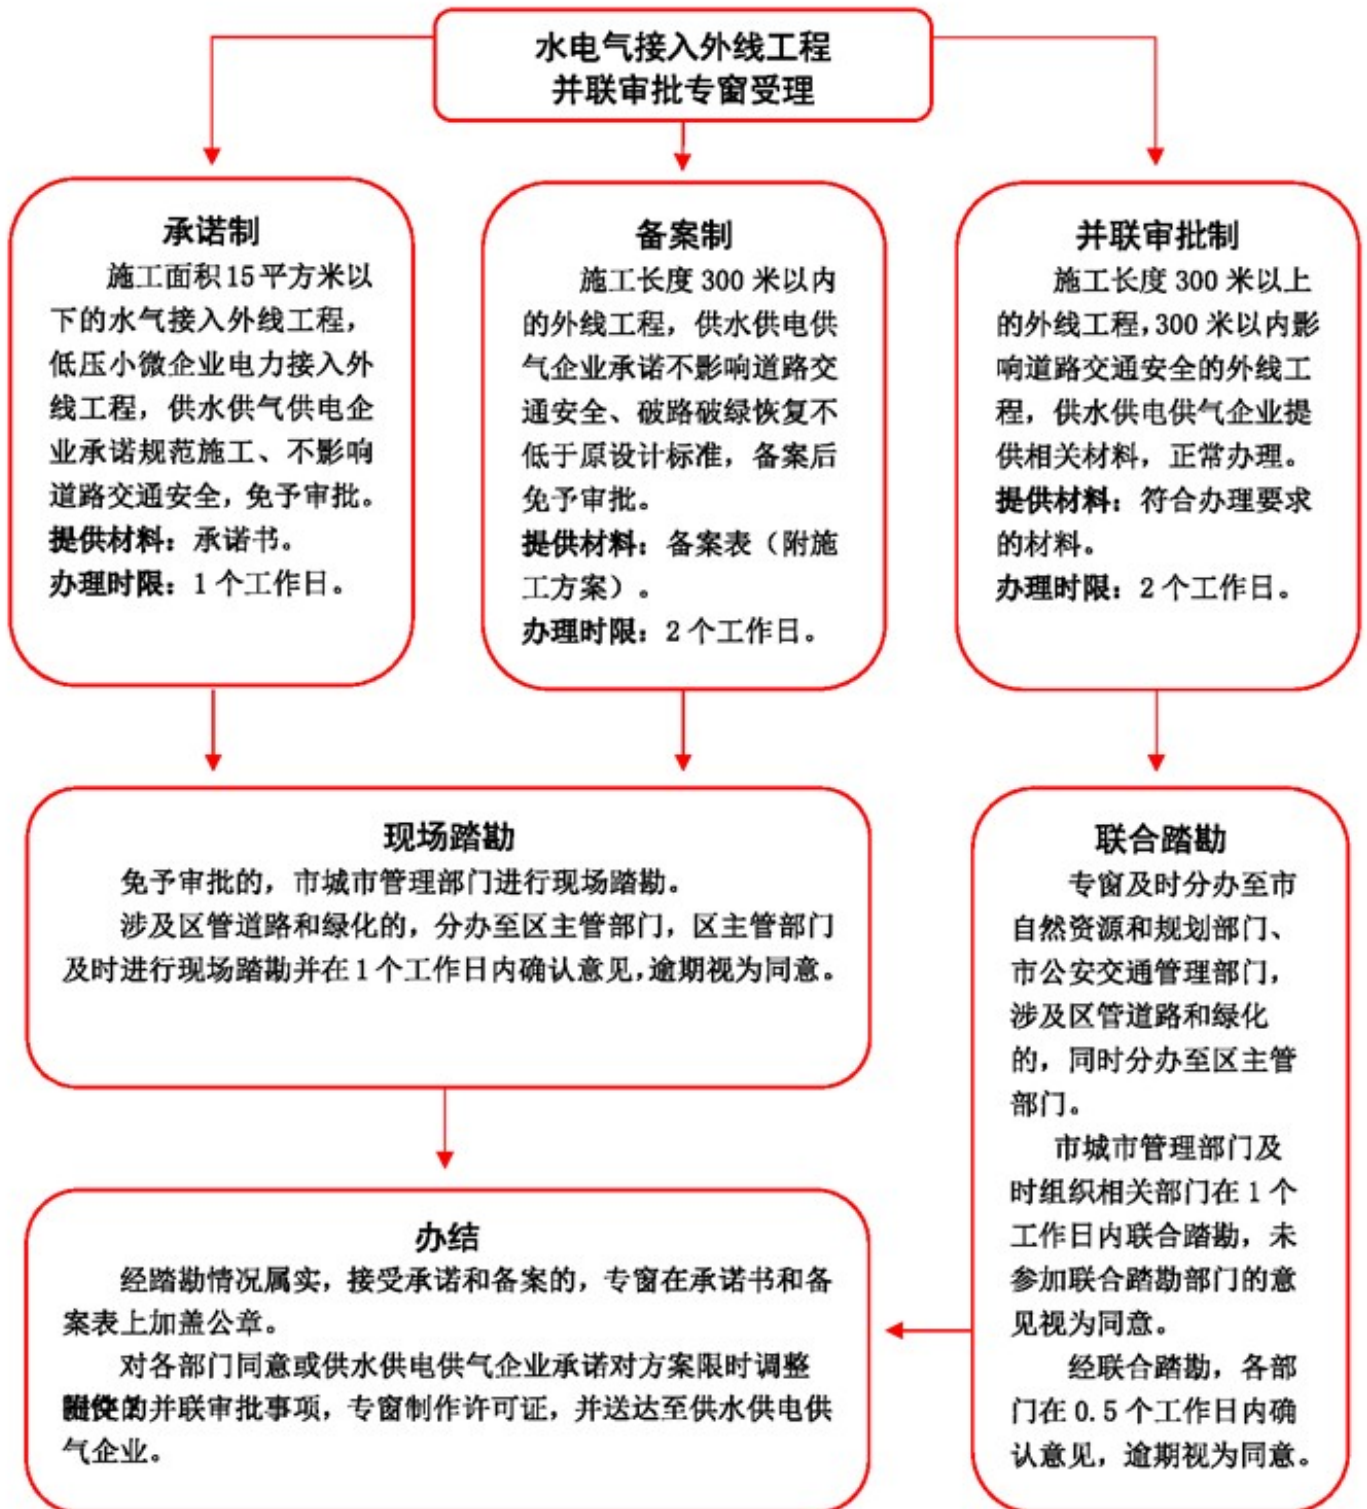 水电气接入外线工程
并联审批专窗受理
承诺制
施工面积15平方米以
下的水气接入外线工程，
低压小微企业电力接入外
线工程，供水供气供电企
业承诺规范施工、不影响
道路交通安全，免予审批。
提供材料：承诺书。
办理时限：1个工作日。
备案制
施工长度300米以内
的外线工程，供水供电供
气企业承诺不影响道路交
通安全、破路破绿恢复不
低于原设计标准，备案后
免予审批。
提供材料：备案表（附施
工方案）。
办理时限：2个工作日。
并联审批制
施工长度300米以上
的外线工程，300米以内影
响道路交通安全的外线工
程，供水供电供气企业提
供相关材料，正常办理。
提供材料：符合办理要求
的材料。
办理时限：2个工作日。
现场踏勘
免予审批的，市城市管理部门进行现场踏勘。
涉及区管道路和绿化的，分办至区主管部门，区主管部门
及时进行现场踏勘并在1个工作日内确认意见，逾期视为同意。
联合踏勘
专窗及时分办至市
自然资源和规划部门、
市公安交通管理部门，
涉及区管道路和绿化
的，同时分办至区主管
部门。
市城市管理部门及
时组织相关部门在1个
工作日内联合踏勘，未
参加联合踏勘部门的意
见视为同意。
经联合踏勘，各部
门在0.5个工作日内确
认意见，逾期视为同意。
办结
经踏勘情况属实，接受承诺和备案的，专窗在承诺书和备
案表上加盖公章。
对各部门同意或供水供电供气企业承诺对方案限时调整
并联审批事项，专窗制作许可证，并送达至供水供电供
气企业。